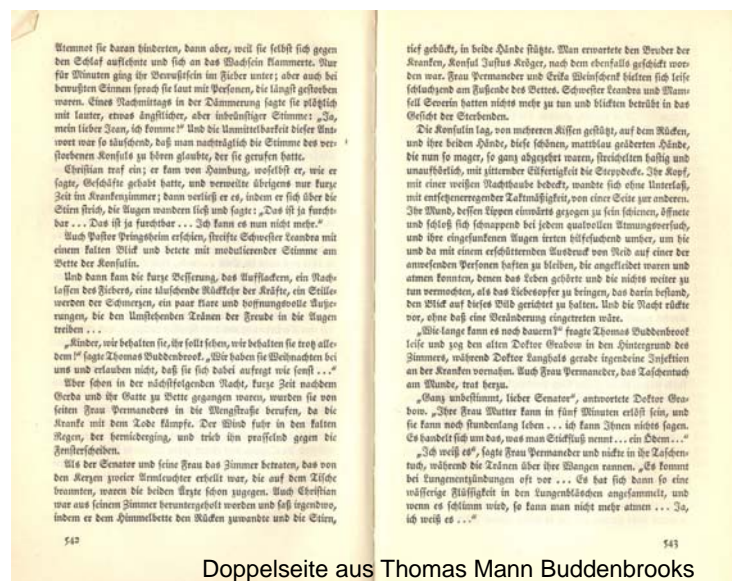 Atemnot sie daran hinderten, dann aber, weil sie selbst sich gegen
den Schlaf auflehnte und sich an das Wachsein klammerte. Nur
für Minuten ging ihr Bewußtsein im Fieber unter; aber auch bei
bewußten Sinnen sprach sie laut mit Personen, die längst gestorben
waren. Eines Nachmittags in der Dämmerung sagte sie plötzlich
mit lauter, etwas ängstlicher, aber inbrünstiger Stimme: „Ja,
mein lieber Jean, ich komme!“ Und die Unmittelbarkeit dieser Ant-
wort war so täuschend, daß man nachträglich die Stimme des ver-
storbenen Konsuls zu hören glaubte, der sie gerufen hatte.
Christian traf ein; er kam von Hamburg, woselbst er, wie er
sagte, Geschäfte gehabt hatte, und verweilte übrigens nur kurze
Zeit im Krankenzimmer; dann verließ er es, indem er sich über die
Stirn strich, die Augen wandern ließ und sagte: „Das ist ja furcht-
bar ... Das ist ja furchtbar ... Ich kann es nun nicht mehr.“
Auch Pastor Pringsheim erschien, streifte Schwester Leandra mit
einem kalten Blick und betete mit modulierender Stimme am
Bette der Konsulin.
Und dann kam die kurze Besserung, das Aufflackern, ein Nach-
lassen des Fiebers, eine täuschende Rückkehr der Kräfte, ein Stille-
werden der Schmerzen, ein paar klare und hoffnungsvolle Äuße-
rungen, die den Umstehenden Tränen der Freude in die Augen
treiben ...
„Kinder, wir behalten sie, ihr sollt sehen, wir behalten sie trotz alle-
dem!“ sagte Thomas Buddenbrook. „Wir haben sie Weihnachten bei
uns und erlauben nicht, daß sie sich dabei aufregt wie sonst ...“
Aber schon in der nächstfolgenden Nacht, kurze Zeit nachdem
Gerda und ihr Gatte zu Bette gegangen waren, wurden sie von
seiten Frau Permaneders in die Mengstraße berufen, da die
Kranke mit dem Tode kämpfe. Der Wind fuhr in den kalten
Regen, der herniederging, und trieb ihn prasselnd gegen die
Fensterscheiben.
Als der Senator und seine Frau das Zimmer betraten, das von
den Kerzen zweier Armleuchter erhellt war, die auf dem Tische
brannten, waren die beiden Ärzte schon zugegen. Auch Christian
war aus seinem Zimmer heruntergeholt worden und saß irgendwo,
indem er dem Himmelbette den Rücken zuwandte und die Stirn,
542
tief gebückt, in beide Hände stützte. Man erwartete den Bruder der
Kranken, Konsul Justus Kröger, nach dem ebenfalls geschickt wor-
den war. Frau Permaneder und Erika Weinschenk hielten sich leise
schluchzend am Fußende des Bettes. Schwester Leandra und Mam-
sell Severin hatten nichts mehr zu tun und blickten betrübt in das
Gesicht der Sterbenden.
Die Konsulin lag, von mehreren Kissen gestützt, auf dem Rücken,
und ihre beiden Hände, diese schönen, mattblau geäderten Hände,
die nun so mager, so ganz abgezehrt waren, streichelten hastig und
unaufhörlich, mit zitternder Eilfertigkeit die Steppdecke. Ihr Kopf,
mit einer weißen Nachthaube bedeckt, wandte sich ohne Unterlaß,
mit entsetzenerregender Taktmäßigkeit, von einer Seite zur anderen.
Ihr Mund, dessen Lippen einwärts gezogen zu sein schienen, öffnete
und schloß sich schnappend bei jedem qualvollen Atmungsversuch,
und ihre eingesunkenen Augen irrten hilfesuchend umher, um hie
und da mit einem erschütternden Ausdruck von Neid auf einer der
anwesenden Personen haften zu bleiben, die angekleidet waren und
atmen konnten, denen das Leben gehörte und die nichts weiter zu
tun vermochten, als das Liebesopfer zu bringen, das darin bestand,
den Blick auf dieses Bild gerichtet zu halten. Und die Nacht rückte
vor, ohne daß eine Veränderung eingetreten wäre.
„Wie lange kann es noch dauern?“ fragte Thomas Buddenbrook
leise und zog den alten Doktor Grabow in den Hintergrund des
Zimmers, während Doktor Langhals gerade irgendeine Injektion
an der Kranken vornahm. Auch Frau Permaneder, das Taschentuch
am Munde, trat herzu.
„Ganz unbestimmt, lieber Senator“, antwortete Doktor Gra-
bow. „Ihre Frau Mutter kann in fünf Minuten erlöst sein, und
sie kann noch stundenlang leben ... ich kann Ihnen nichts sagen.
Es handelt sich um das, was man Stickfluß nennt ... ein Ödem ...“
„Ich weiß es“, sagte Frau Permaneder und nickte in ihr Taschen-
tuch, während die Tränen über ihre Wangen rannen. „Es kommt
bei Lungenentzündungen oft vor ... Es hat sich dann so eine
wässerige Flüssigkeit in den Lungenbläschen angesammelt, und
wenn es schlimm wird, so kann man nicht mehr atmen ... Ja,
ich weiß es ...“
543
Doppelseite aus Thomas Mann Buddenbrooks